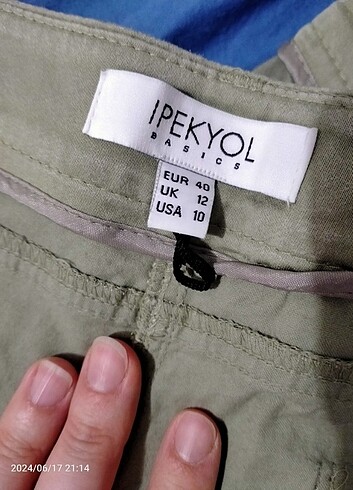 IPEKYOL
BASICS
EUR 40
UK 12
USA 10
2024/06/17 21:14